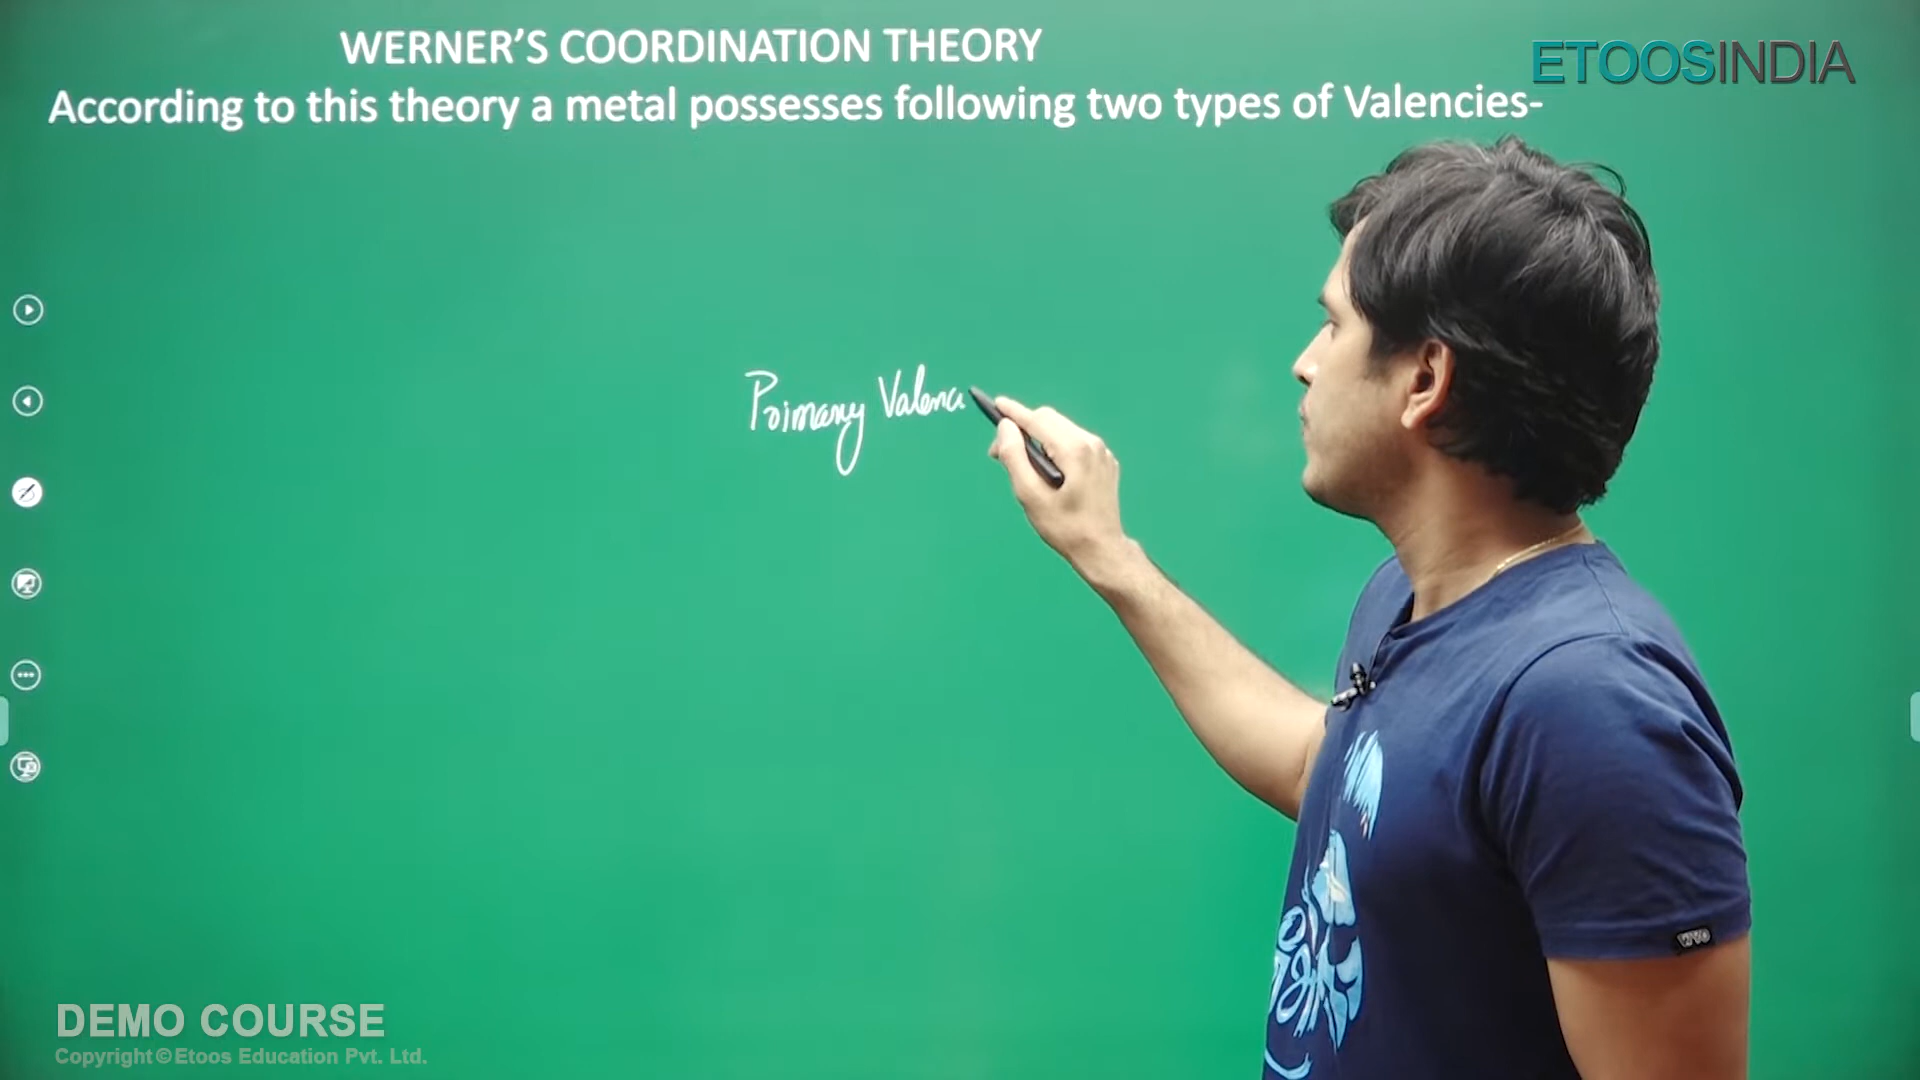 WERNER’S COORDINATION THEORY
ETOOSINDIA
According to this theory a metal possesses following two types of Valencies-
Primary Valenc
DEMO COURSE
Copyright © Etoos Education Pvt. Ltd.